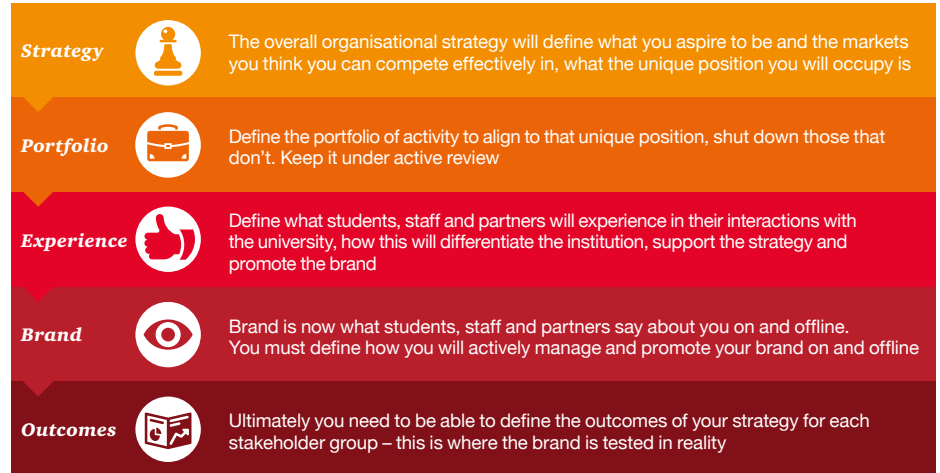 Strategy
The overall organisational strategy will define what you aspire to be and the markets
you think you can compete effectively in, what the unique position you will occupy is
Portfolio
Define the portfolio of activity to align to that unique position, shut down those that
don't. Keep it under active review
Experience
Define what students, staff and partners will experience in their interactions with
the university, how this will differentiate the institution, support the strategy and
promote the brand
Brand
Brand is now what students, staff and partners say about you on and offline.
You must define how you will actively manage and promote your brand on and offline
Outcomes
Ultimately you need to be able to define the outcomes of your strategy for each
stakeholder group – this is where the brand is tested in reality